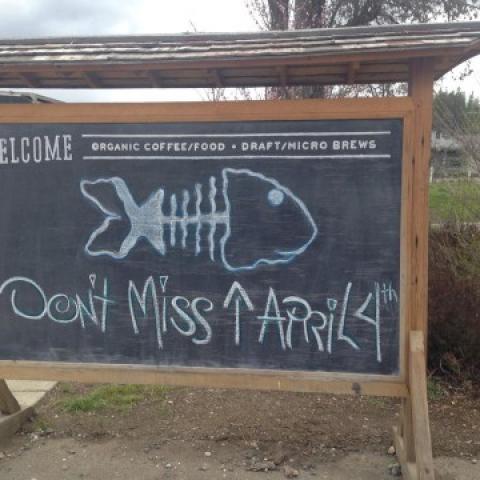 ELCOME
ORGANIC COFFEE/FOOD • DRAFT/MICRO BREWS
DON't Miss ↑ APRiL 4th